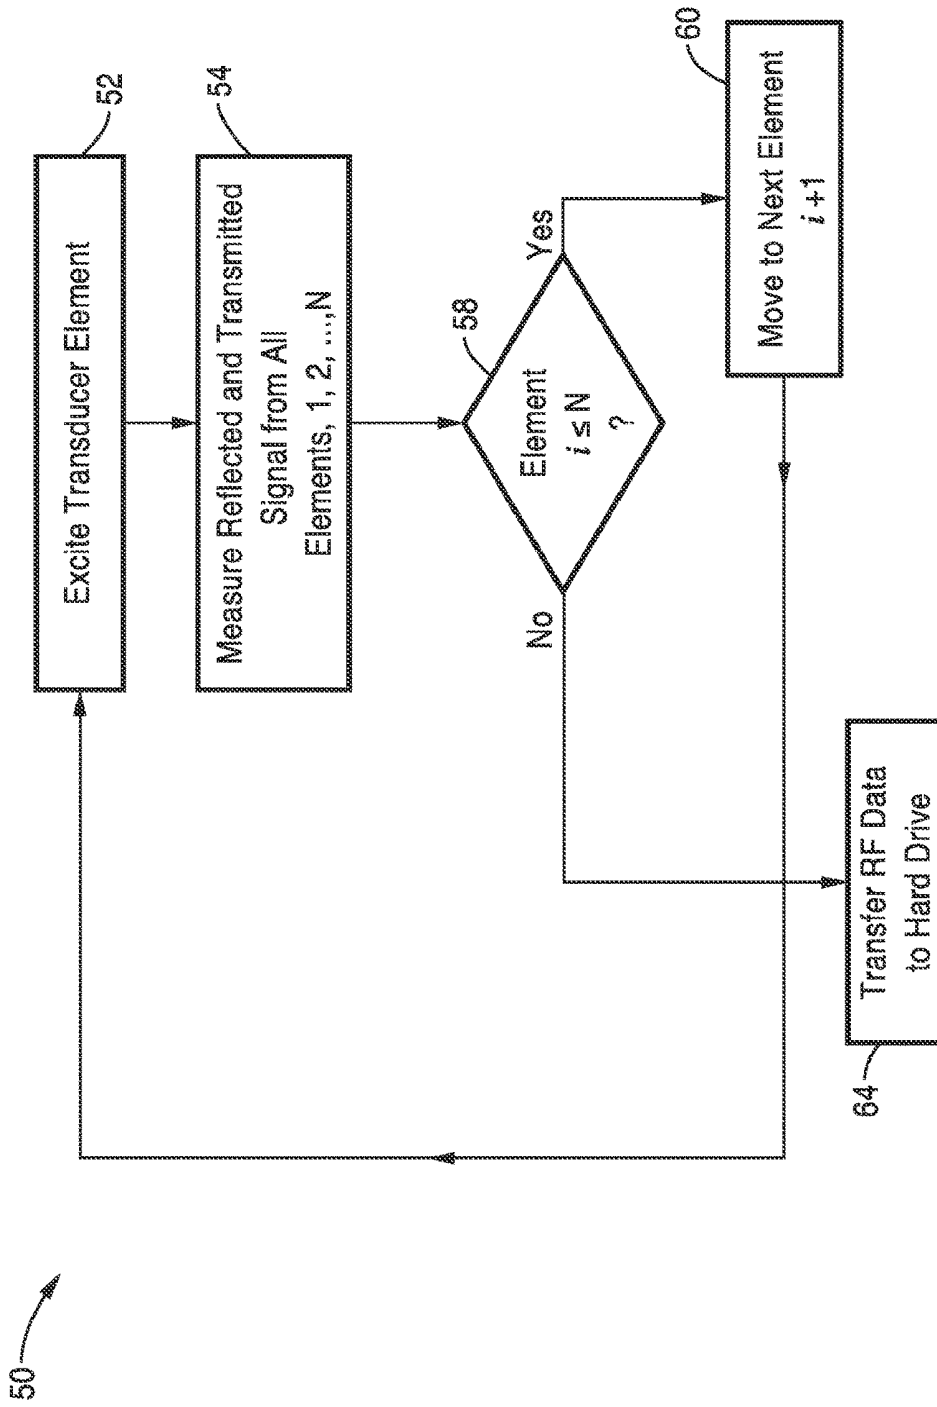 50
Excite Transducer Element
52
Measure Reflected and Transmitted
Signal from All
Elements, 1, 2, ...,N
54
Element
i ≤ N
?
58
Yes
No
Move to Next Element
i +1
60
Transfer RF Data
to Hard Drive
64